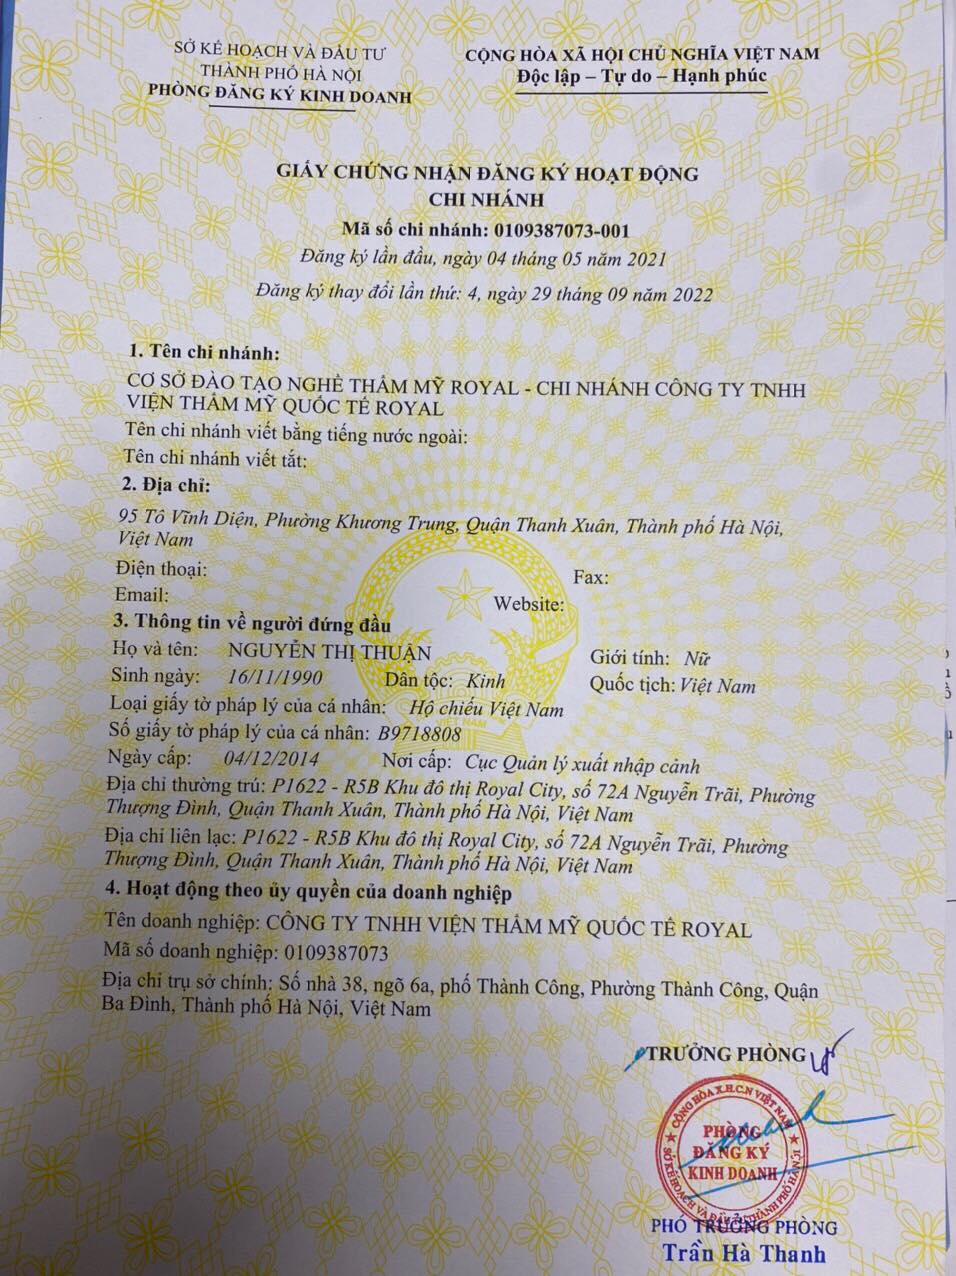 SỞ KẾ HOẠCH VÀ ĐẦU TƯ
THÀNH PHỐ HÀ NỘI
PHÒNG ĐĂNG KÝ KINH DOANH
CỘNG HÒA XÃ HỘI CHỦ NGHĨA VIỆT NAM
Độc lập – Tự do – Hạnh phúc
GIẤY CHỨNG NHẬN ĐĂNG KÝ HOẠT ĐỘNG
CHI NHÁNH
Mã số chi nhánh: 0109387073-001
Đăng ký lần đầu, ngày 04 tháng 05 năm 2021
Đăng ký thay đổi lần thứ: 4, ngày 29 tháng 09 năm 2022
1. Tên chi nhánh:
CƠ SỞ ĐÀO TẠO NGHỀ THẨM MỸ ROYAL - CHI NHÁNH CÔNG TY TNHH
VIỆN THẨM MỸ QUỐC TẾ ROYAL
Tên chi nhánh viết bằng tiếng nước ngoài:
Tên chi nhánh viết tắt:
2. Địa chỉ:
95 Tô Vĩnh Diện, Phường Khương Trung, Quận Thanh Xuân, Thành phố Hà Nội,
Việt Nam
Điện thoại: Fax:
Email: Website:
3. Thông tin về người đứng đầu
Họ và tên: NGUYỄN THỊ THUẬN Giới tính: Nữ
Sinh ngày: 16/11/1990 Dân tộc: Kinh Quốc tịch: Việt Nam
Loại giấy tờ pháp lý của cá nhân: Hộ chiếu Việt Nam
Số giấy tờ pháp lý của cá nhân: B9718808
Ngày cấp: 04/12/2014 Nơi cấp: Cục Quản lý xuất nhập cảnh
Địa chỉ thường trú: P1622 - R5B Khu đô thị Royal City, số 72A Nguyễn Trãi, Phường
Thượng Đình, Quận Thanh Xuân, Thành phố Hà Nội, Việt Nam
Địa chỉ liên lạc: P1622 - R5B Khu đô thị Royal City, số 72A Nguyễn Trãi, Phường
Thượng Đình, Quận Thanh Xuân, Thành phố Hà Nội, Việt Nam
4. Hoạt động theo ủy quyền của doanh nghiệp
Tên doanh nghiệp: CÔNG TY TNHH VIỆN THẨM MỸ QUỐC TẾ ROYAL
Mã số doanh nghiệp: 0109387073
Địa chỉ trụ sở chính: Số nhà 38, ngõ 6a, phố Thành Công, Phường Thành Công, Quận
Ba Đình, Thành phố Hà Nội, Việt Nam
TRƯỞNG PHÒNG
CỘNG HÒA X.H.C.N VIỆT NAM
PHÒNG
ĐĂNG KÝ
KINH DOANH
SỞ KẾ HOẠCH VÀ ĐẦU TƯ THÀNH PHỐ HÀ NỘI
PHÓ TRƯỞNG PHÒNG
Trần Hà Thanh
VIỆT NAM